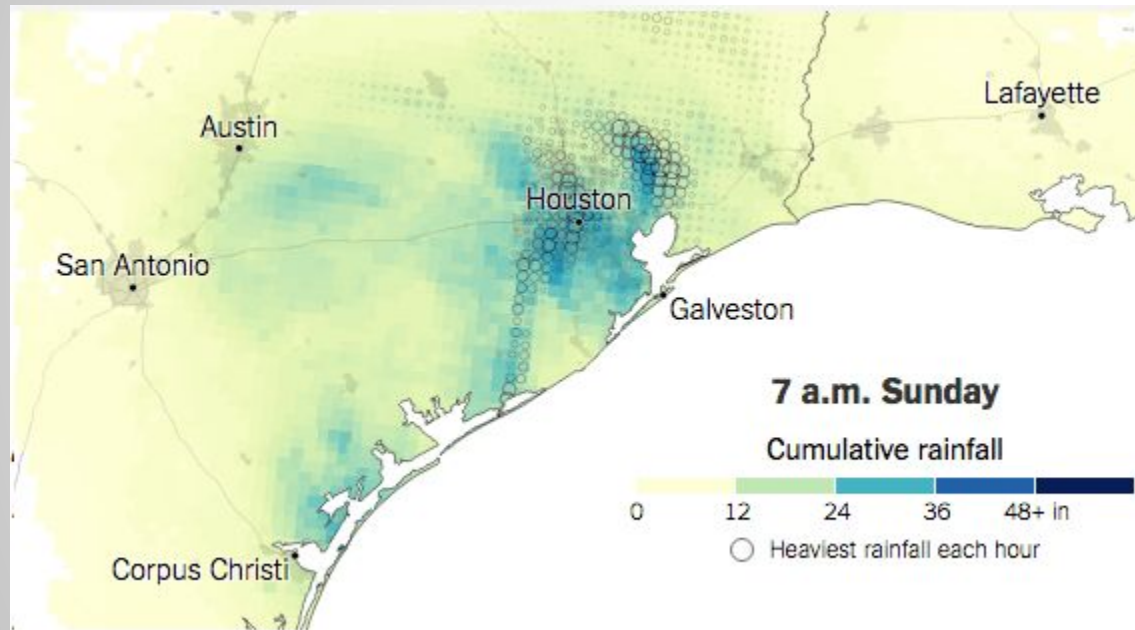 Lafayette
Austin
Houston
San Antonio
Galveston
7 a.m. Sunday
Cumulative rainfall
0 12 24 36 48+ in
Heaviest rainfall each hour
Corpus Christi